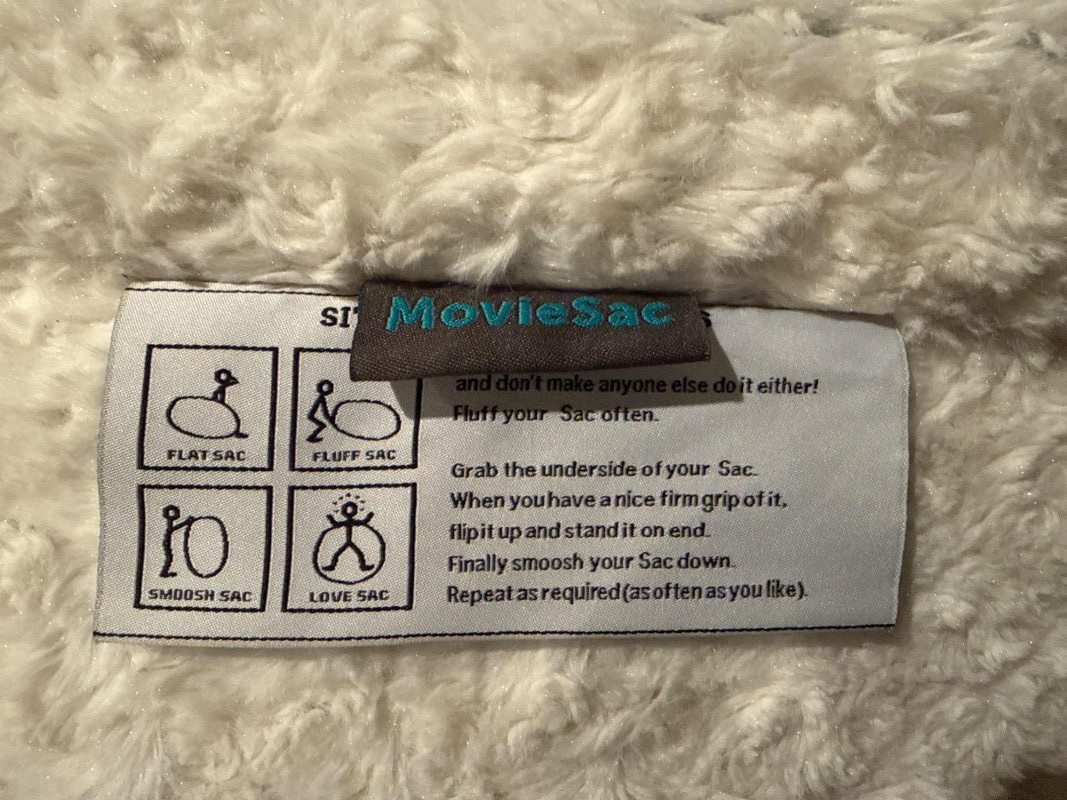 MovieSac
FLAT SAC
FLUFF SAC
SMOOSH SAC
LOVE SAC
and don't make anyone else do it either!
Fluff your Sac often.
Grab the underside of your Sac.
When you have a nice firm grip of it,
flip it up and stand it on end.
Finally smoosh your Sac down.
Repeat as required (as often as you like).